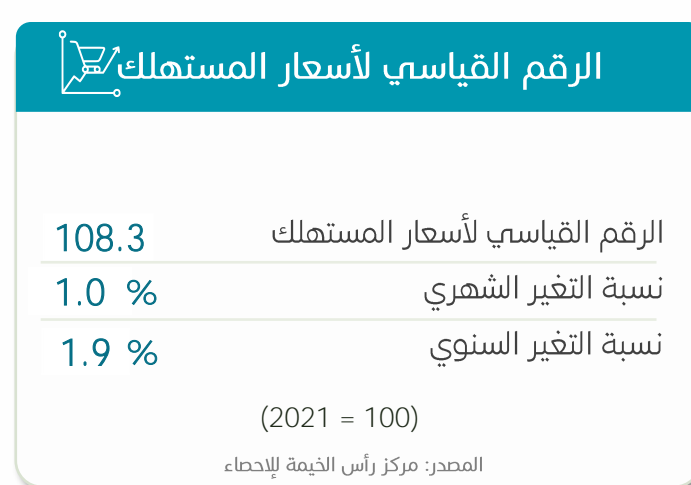 الرقم القياسي لأسعار المستهلك
الرقم القياسي لأسعار المستهلك 108.3
نسبة التغير الشهري 1.0 %
نسبة التغير السنوي 1.9 %
(2021 = 100)
المصدر: مركز رأس الخيمة للإحصاء